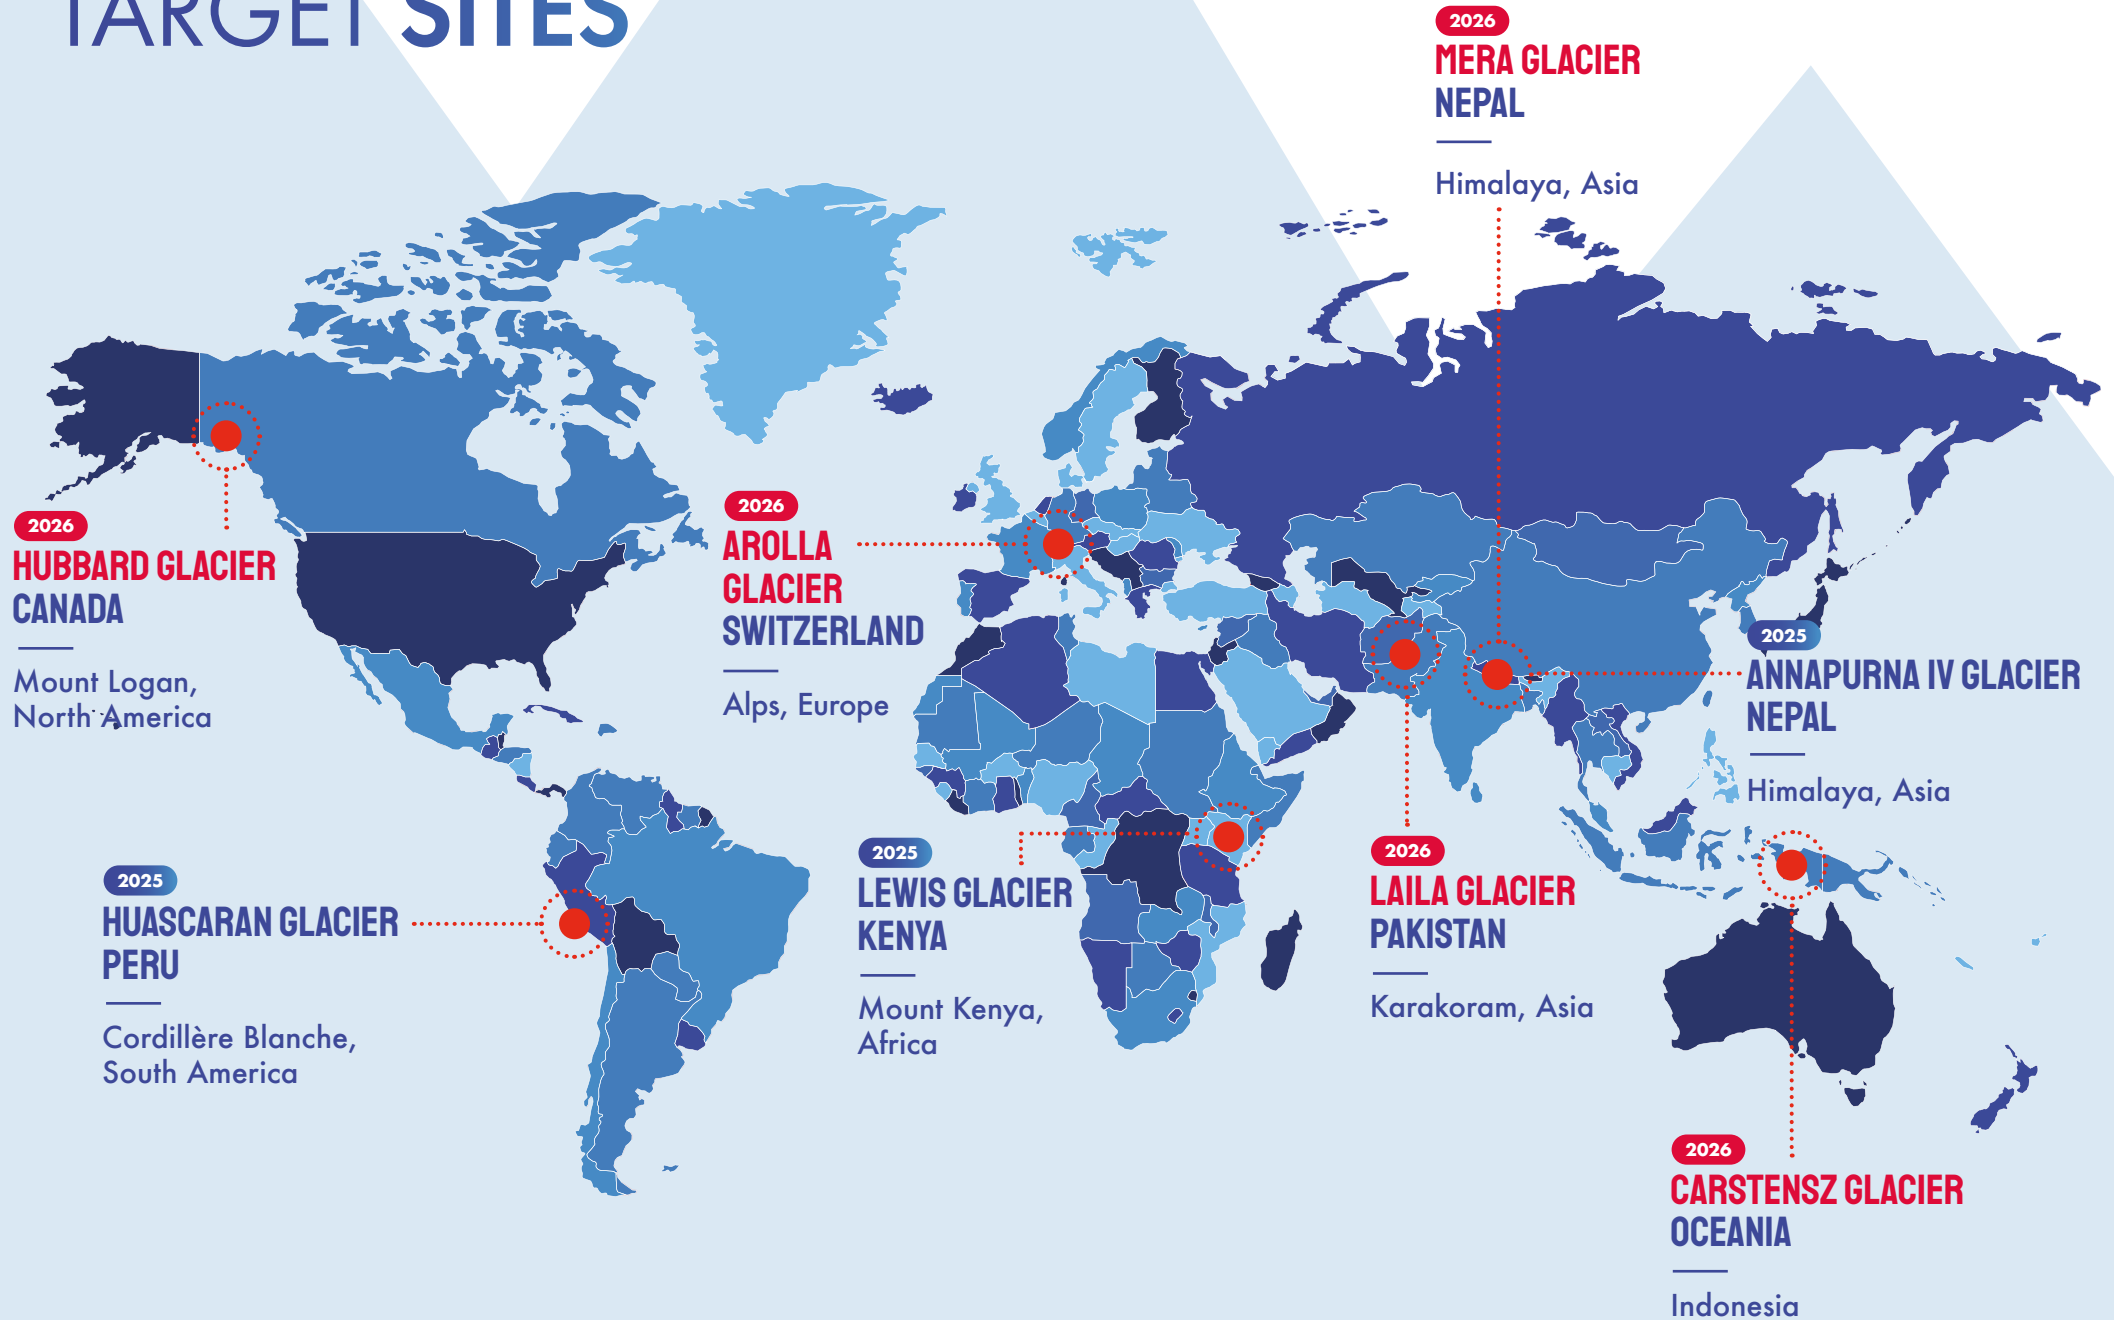 TARGET SITES
2026
MERA GLACIER
NEPAL
Himalaya, Asia
2026
HUBBARD GLACIER
CANADA
Mount Logan,
North America
2026
AROLLA
GLACIER
SWITZERLAND
Alps, Europe
2025
ANNAPURNA IV GLACIER
NEPAL
Himalaya, Asia
2025
HUASCARAN GLACIER
PERU
Cordillère Blanche,
South America
2025
LEWIS GLACIER
KENYA
Mount Kenya,
Africa
2026
LAILA GLACIER
PAKISTAN
Karakoram, Asia
2026
CARSTENSZ GLACIER
OCEANIA
Indonesia